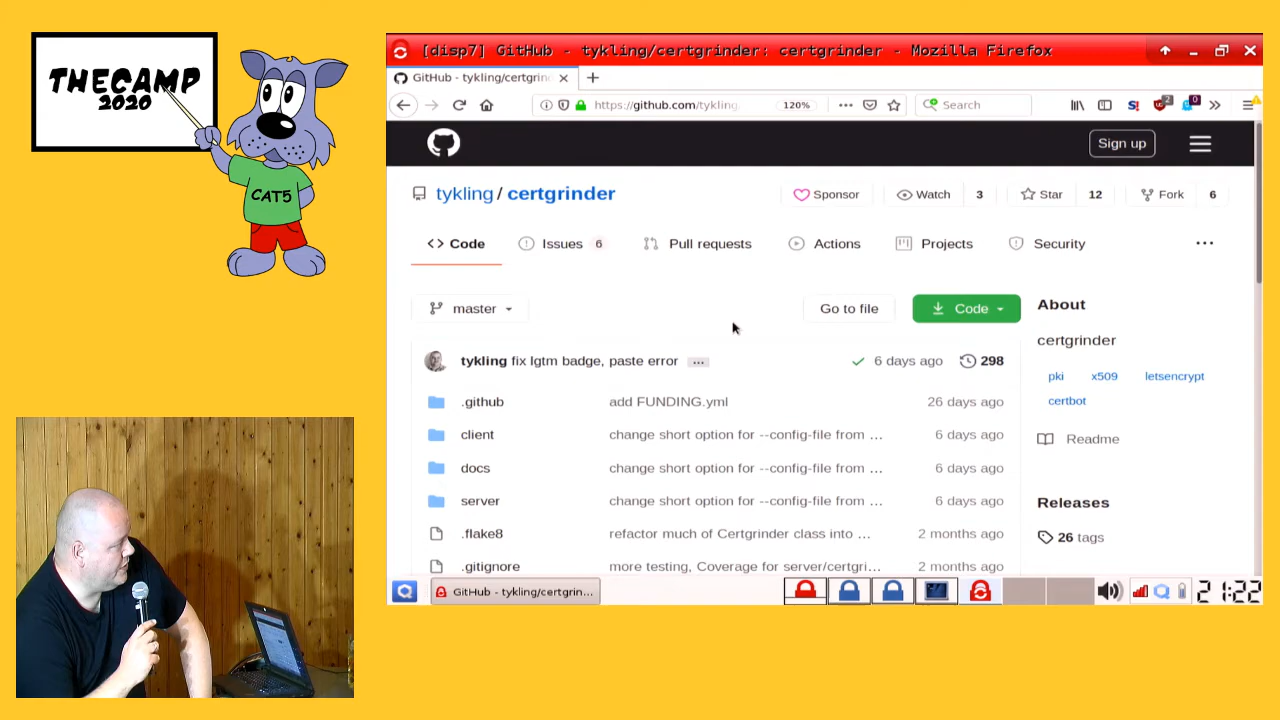 THECAMP
2020
CAT5
[disp7] GitHub - tykling/certgrinder: certgrinder - Mozilla Firefox
GitHub - tykling/certgrind
https://github.com/tykling
120%
Search
2
0
Sign up
tykling / certgrinder
Sponsor
Watch 3
Star 12
Fork 6
Code
Issues 6
Pull requests
Actions
Projects
Security
master
Go to file
Code
About
certgrinder
pki x509 letsencrypt
certbot
Readme
Releases
26 tags
tykling fix lgtm badge, paste error
6 days ago
298
.github add FUNDING.yml 26 days ago
client change short option for --config-file from ... 6 days ago
docs change short option for --config-file from ... 6 days ago
server change short option for --config-file from ... 6 days ago
.flake8 refactor much of Certgrinder class into ... 2 months ago
.gitignore more testing, Coverage for server/certgri... 2 months ago
GitHub - tykling/certgrin...
21:22